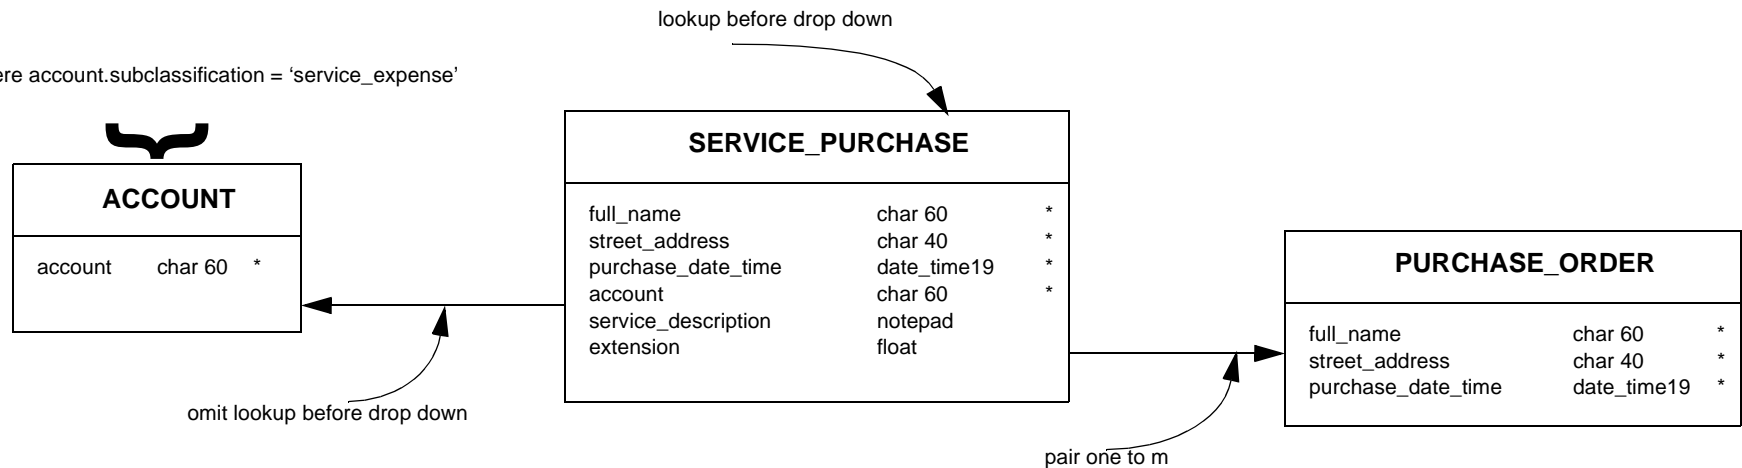 lookup before drop down
ere account.subclassification = ‘service_expense’
SERVICE_PURCHASE
full_name char 60 *
street_address char 40 *
purchase_date_time date_time19 *
account char 60 *
service_description notepad
extension float
ACCOUNT
account char 60 *
PURCHASE_ORDER
full_name char 60 *
street_address char 40 *
purchase_date_time date_time19 *
omit lookup before drop down
pair one to m